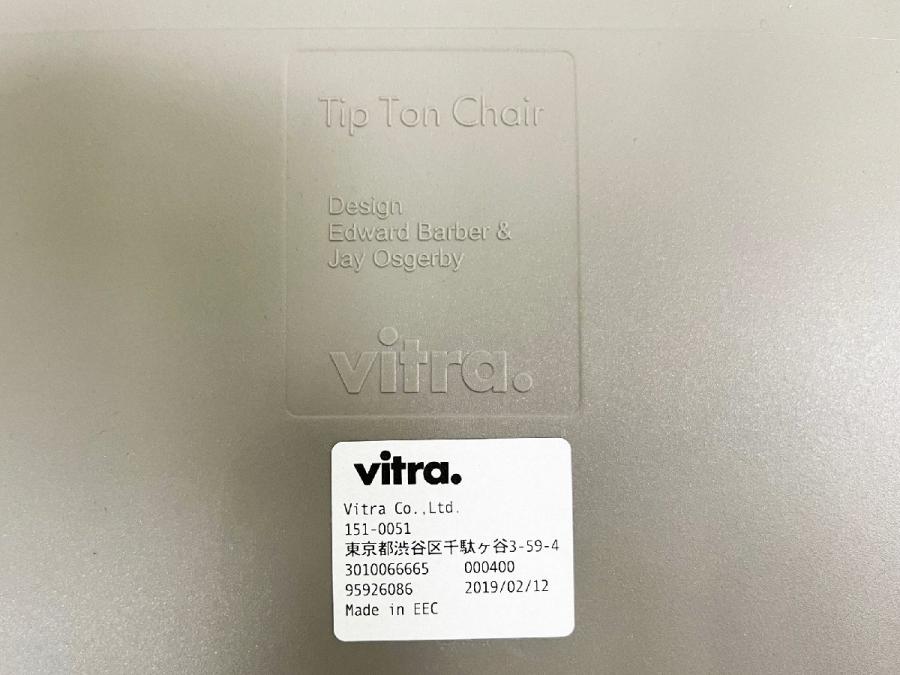 Tip Ton Chair
Design
Edward Barber &
Jay Osgerby
vitra.
vitra.
Vitra Co.,Ltd.
151-0051
東京都渋谷区千駄ヶ谷3-59-4
3010066665 000400
95926086 2019/02/12
Made in EEC